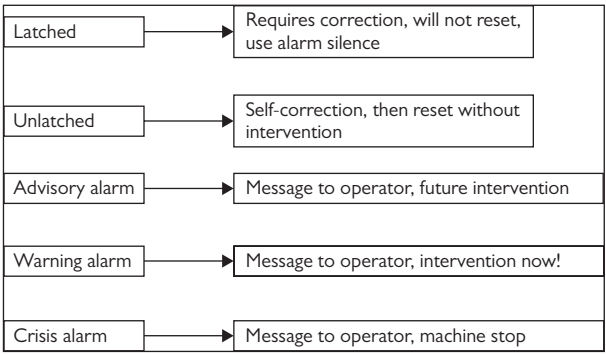 Latched
Requires correction, will not reset,
use alarm silence
Unlatched
Self-correction, then reset without
intervention
Advisory alarm
Message to operator, future intervention
Warning alarm
Message to operator, intervention now!
Crisis alarm
Message to operator, machine stop